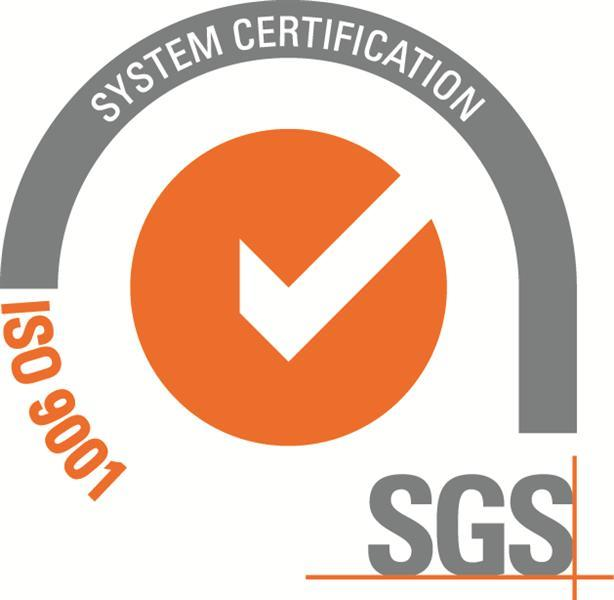 SYSTEM CERTIFICATION
ISO 9001
SGS